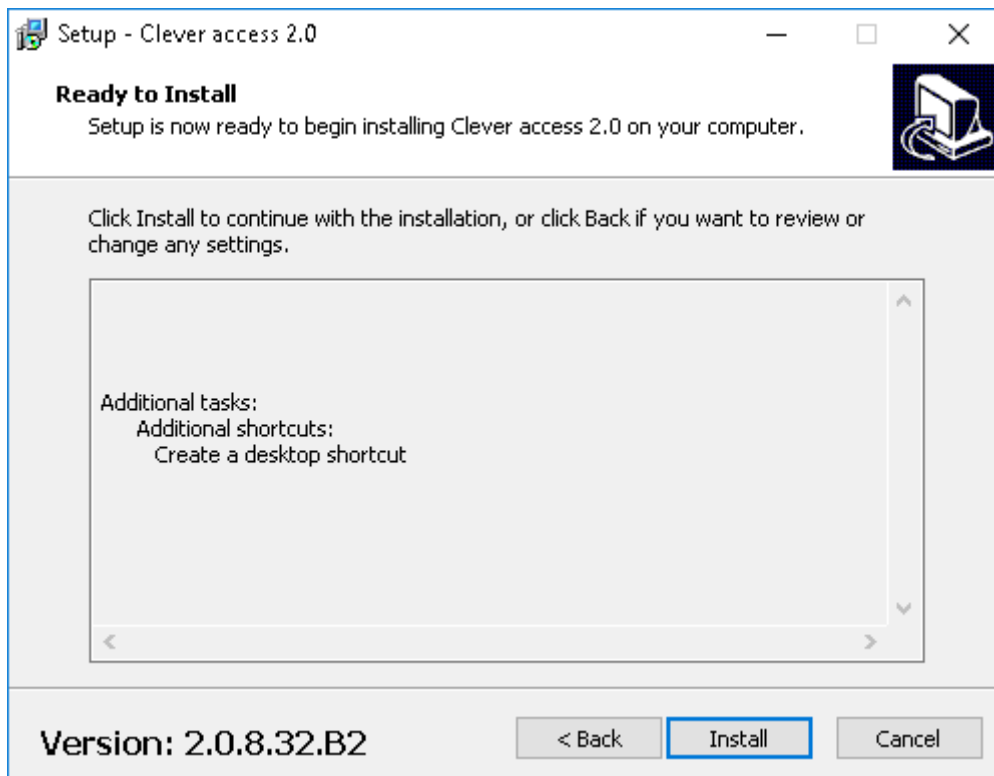 Setup - Clever access 2.0
Ready to Install
Setup is now ready to begin installing Clever access 2.0 on your computer.
Click Install to continue with the installation, or click Back if you want to review or
change any settings.
Additional tasks:
Additional shortcuts:
Create a desktop shortcut
Version: 2.0.8.32.B2
< Back
Install
Cancel